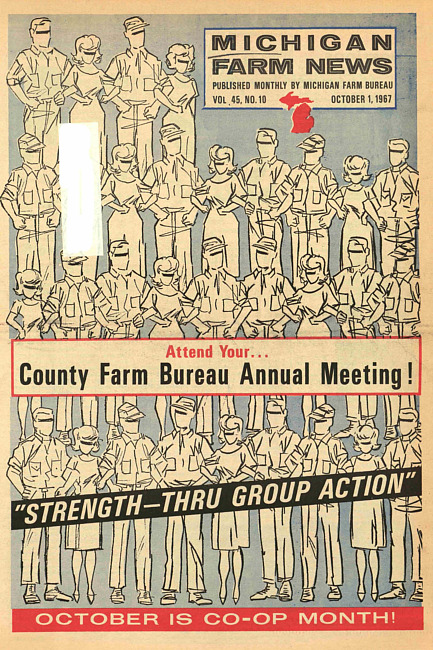 MICHIGAN
FARM NEWS
PUBLISHED MONTHLY BY MICHIGAN FARM BUREAU
VOL. 45, NO. 10 OCTOBER 1, 1967
Attend Your...
County Farm Bureau Annual Meeting!
"STRENGTH—THRU GROUP ACTION"
OCTOBER IS CO-OP MONTH!